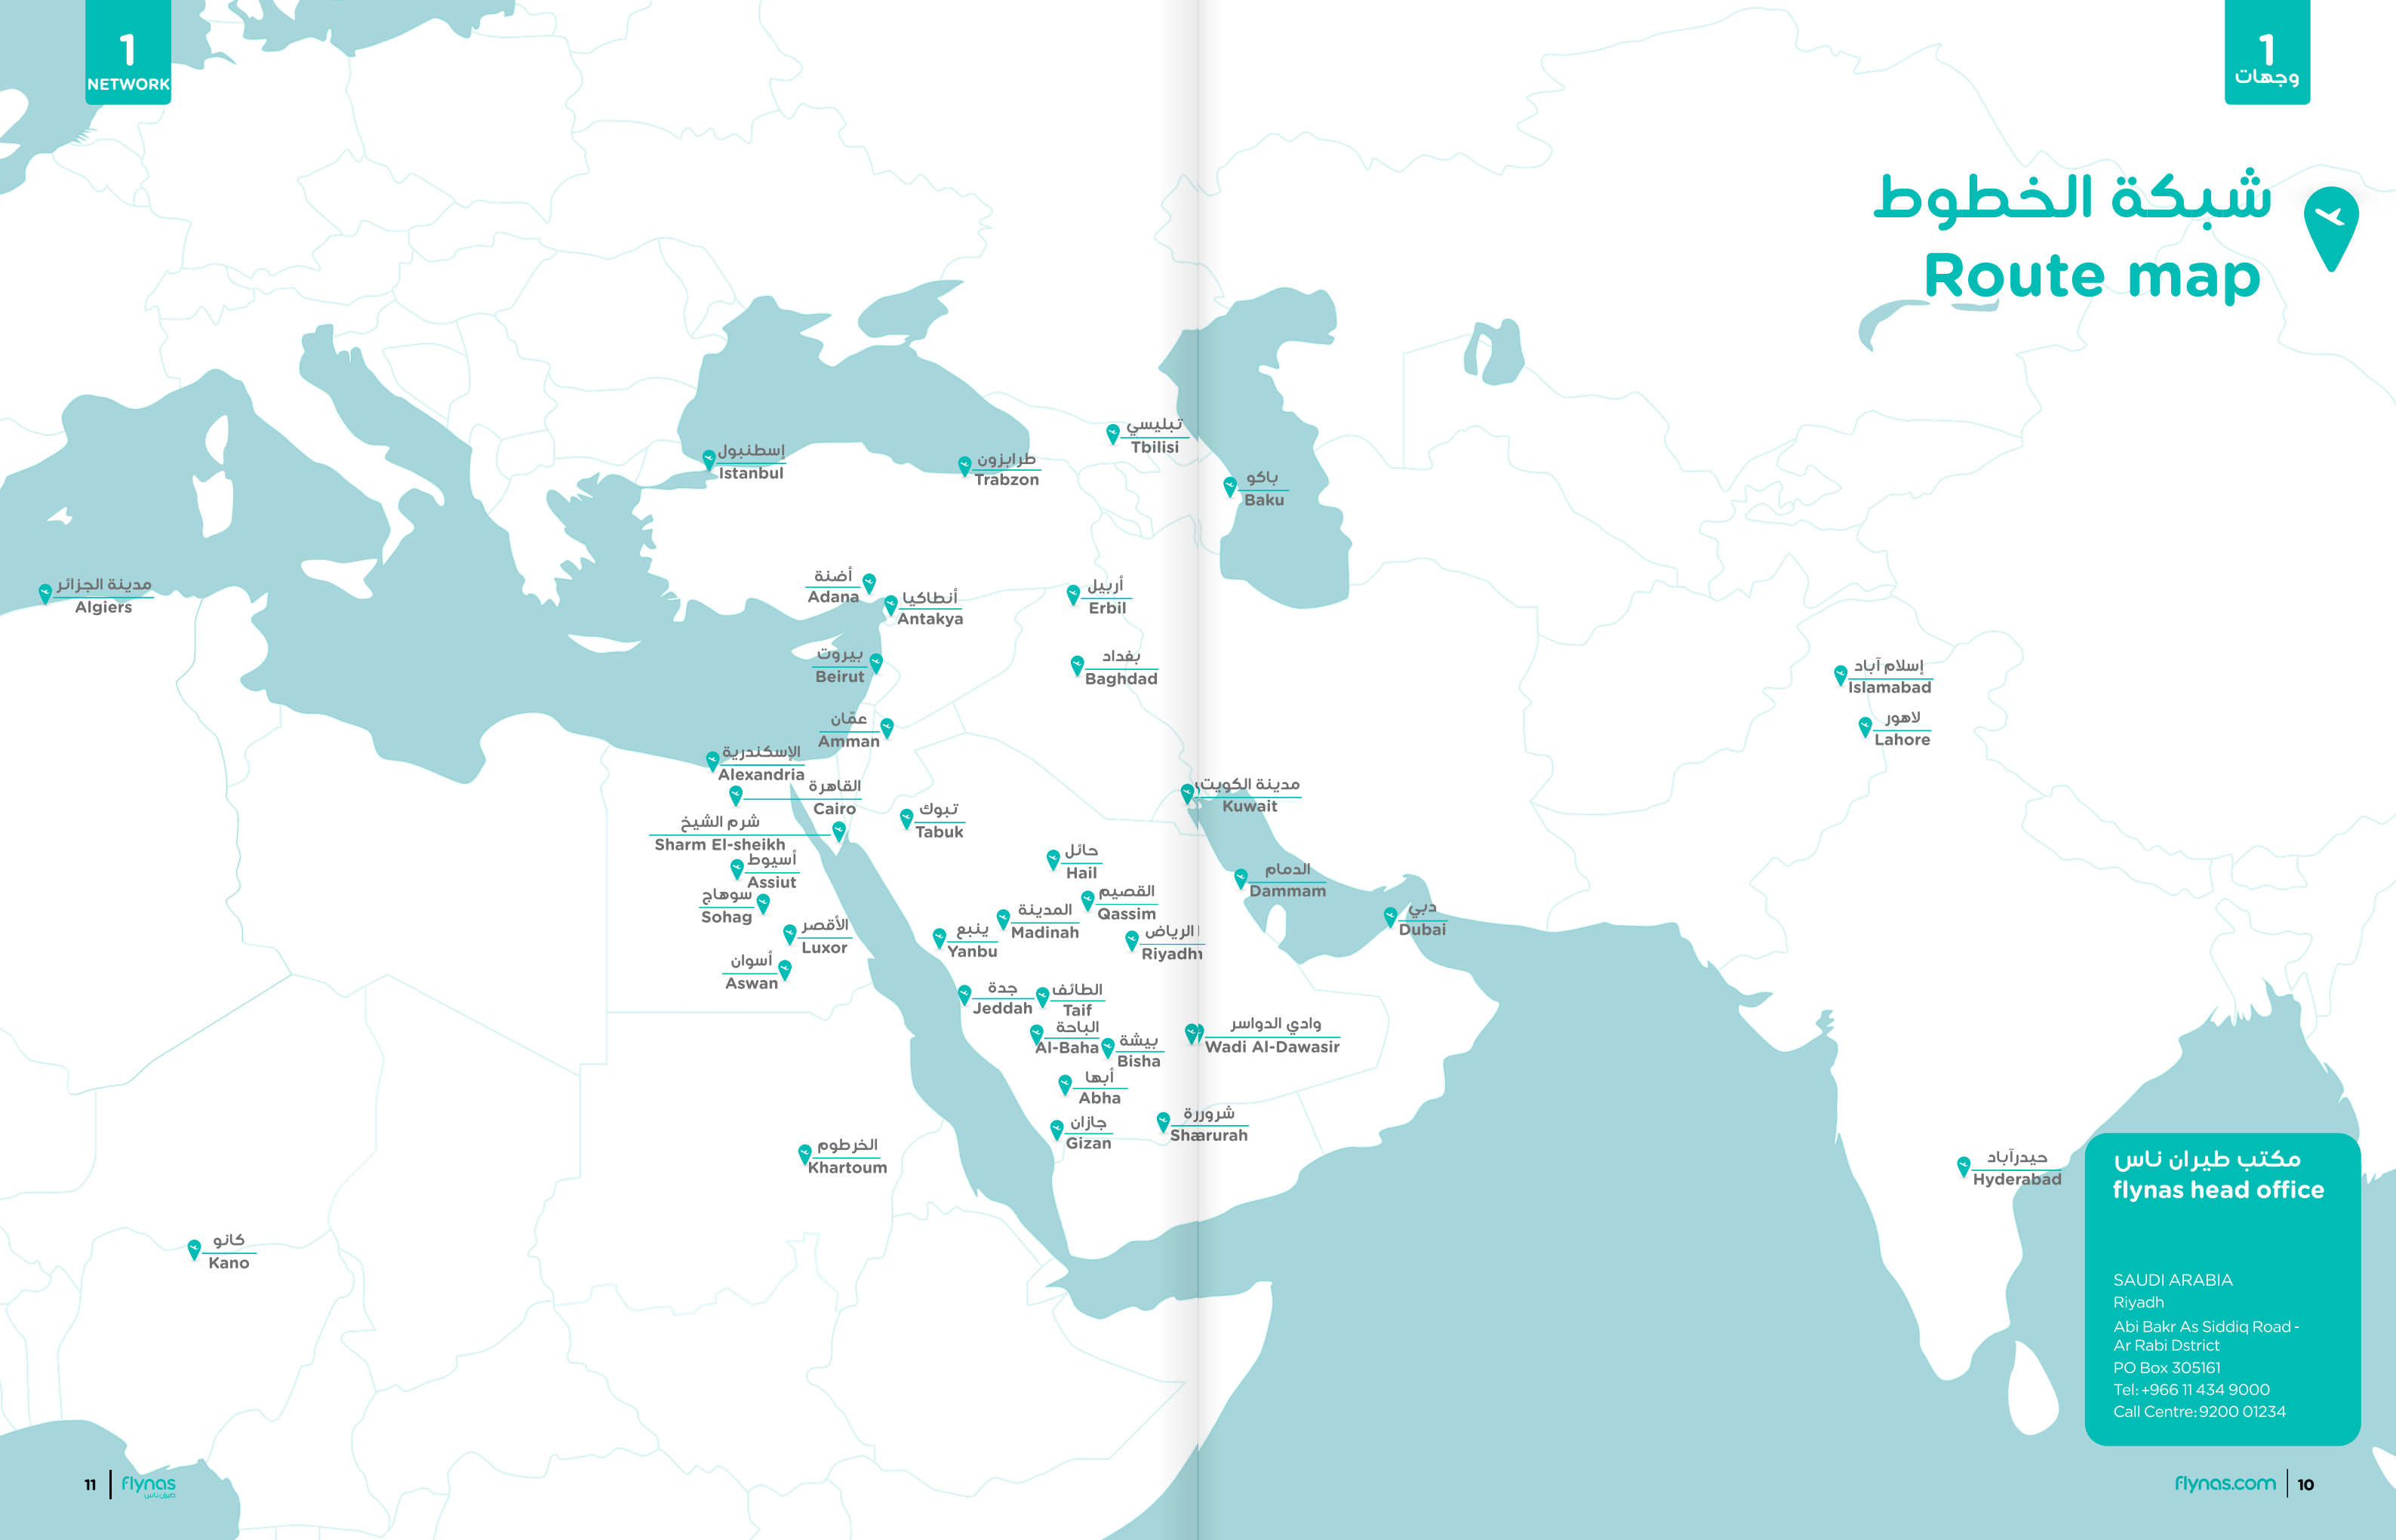 1
NETWORK
1
وجهات
شبكة الخطوط
Route map
تبليسي
Tbilisi
إسطنبول
Istanbul
طرابزون
Trabzon
باكو
Baku
مدينة الجزائر
Algiers
أضنة
Adana
أنطاكيا
Antakya
أربيل
Erbil
بيروت
Beirut
بغداد
Baghdad
إسلام آباد
Islamabad
عمّان
Amman
لاهور
Lahore
الإسكندرية
Alexandria
القاهرة
Cairo
مدينة الكويت
Kuwait
تبوك
Tabuk
شرم الشيخ
Sharm El-sheikh
حائل
Hail
أسيوط
Assiut
الدمام
Dammam
سوهاج
Sohag
القصيم
Qassim
المدينة
Madinah
دبي
Dubai
الأقصر
Luxor
ينبع
Yanbu
الرياض
Riyadh
أسوان
Aswan
جدة
Jeddah
الطائف
Taif
الباحة
Al-Baha
بيشة
Bisha
وادي الدواسر
Wadi Al-Dawasir
أبها
Abha
جازان
Gizan
شرورة
Sharurah
الخرطوم
Khartoum
حيدرآباد
Hyderabad
كانو
Kano
مكتب طيران ناس
flynas head office
SAUDI ARABIA
Riyadh
Abi Bakr As Siddiq Road -
Ar Rabi Dstrict
PO Box 305161
Tel: +966 11 434 9000
Call Centre: 9200 01234
11
flynas
طيران ناس
flynas.com
10